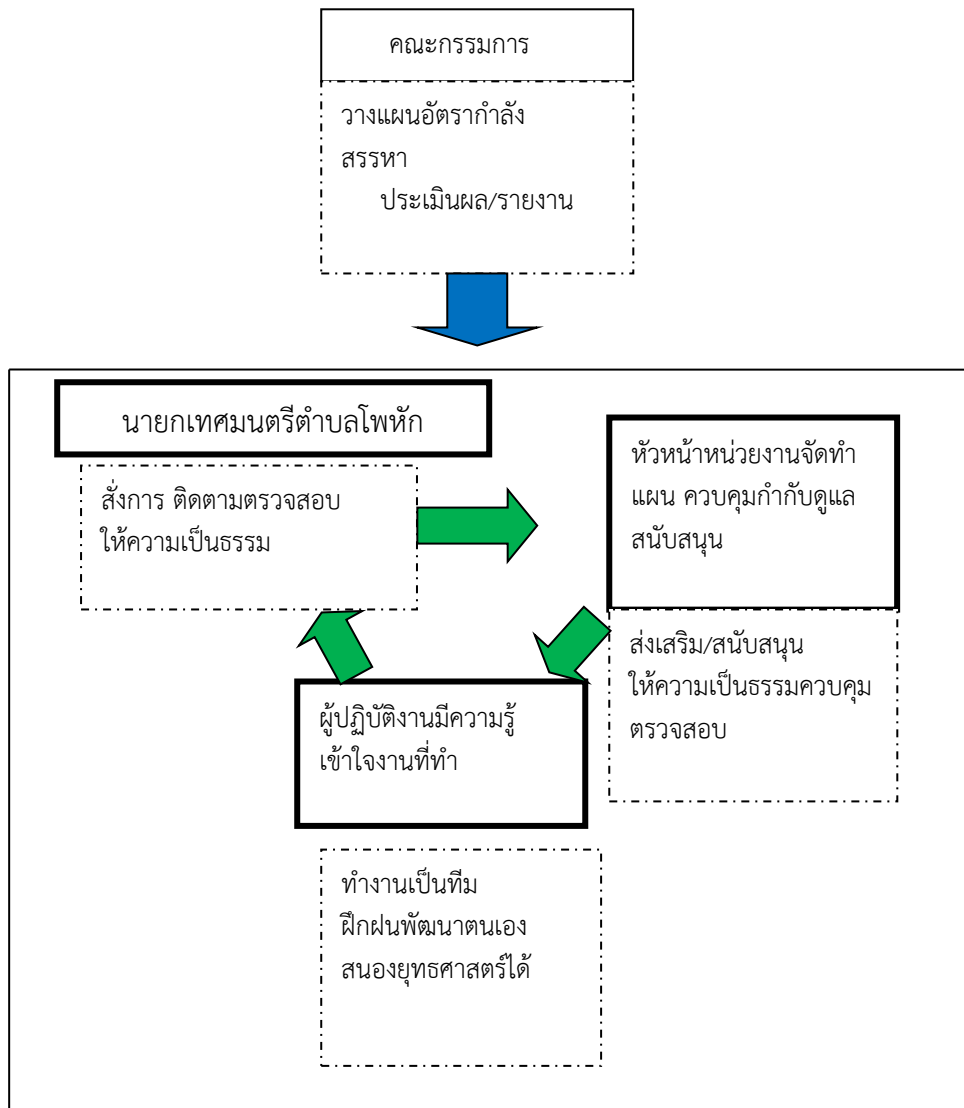 คณะกรรมการ
วางแผนอัตรากำลัง
สรรหา
ประเมินผล/รายงาน
นายกเทศมนตรีตำบลโพหัก
สั่งการ ติดตามตรวจสอบ
ให้ความเป็นธรรม
หัวหน้าหน่วยงานจัดทำ
แผน ควบคุมกำกับดูแล
สนับสนุน
ส่งเสริม/สนับสนุน
ให้ความเป็นธรรมควบคุม
ตรวจสอบ
ผู้ปฏิบัติงานมีความรู้
เข้าใจงานที่ทำ
ทำงานเป็นทีม
ฝึกฝนพัฒนาตนเอง
สนองยุทธศาสตร์ได้